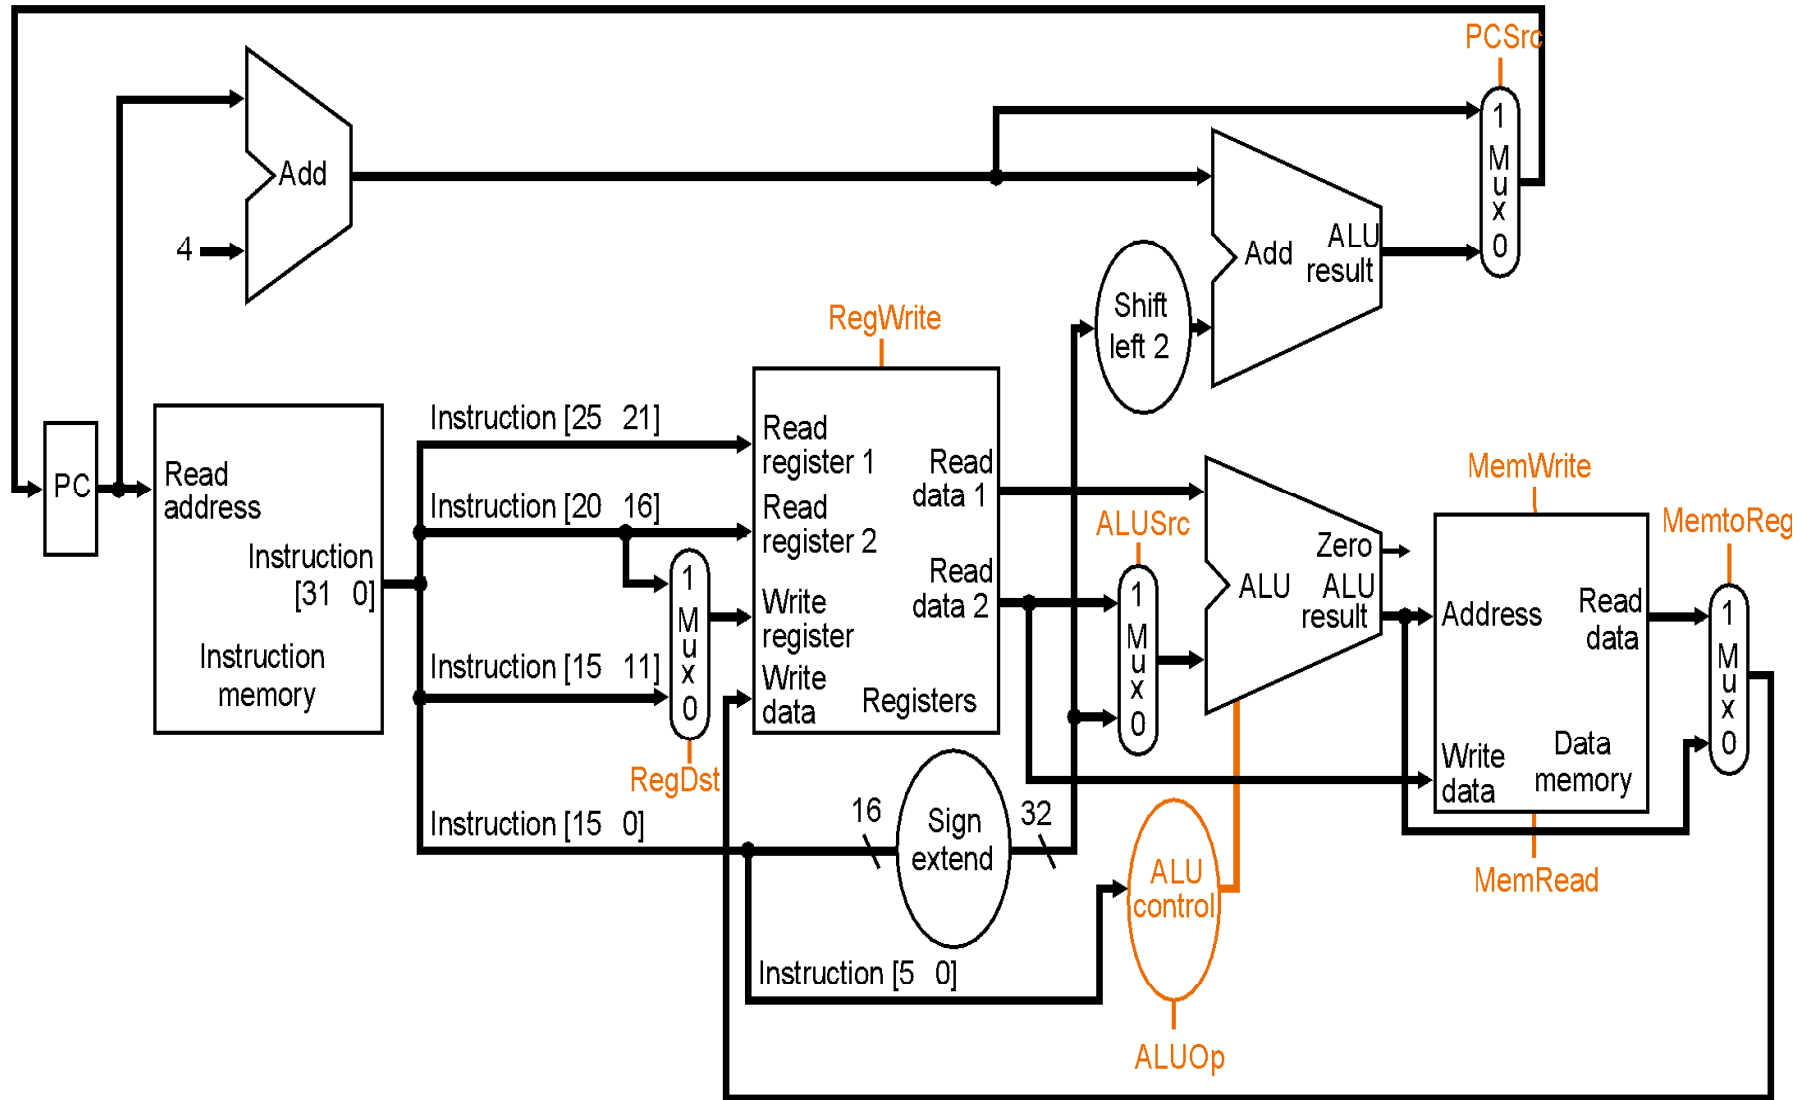 PCSrc
1
M
u
x
0
Add
4
Add
ALU
result
Shift
left 2
RegWrite
PC
Read
address
Instruction
[31 0]
Instruction
memory
Instruction [25 21]
Instruction [20 16]
Instruction [15 11]
Instruction [15 0]
Instruction [5 0]
1
M
u
x
0
RegDst
Read
register 1
Read
register 2
Write
register
Write
data
Read
data 1
Read
data 2
Registers
16
Sign
extend
32
ALUSrc
1
M
u
x
0
Zero
ALU
ALU
result
ALU
control
ALUOp
MemWrite
Address
Read
data
Write
data
Data
memory
MemRead
MemtoReg
1
M
u
x
0